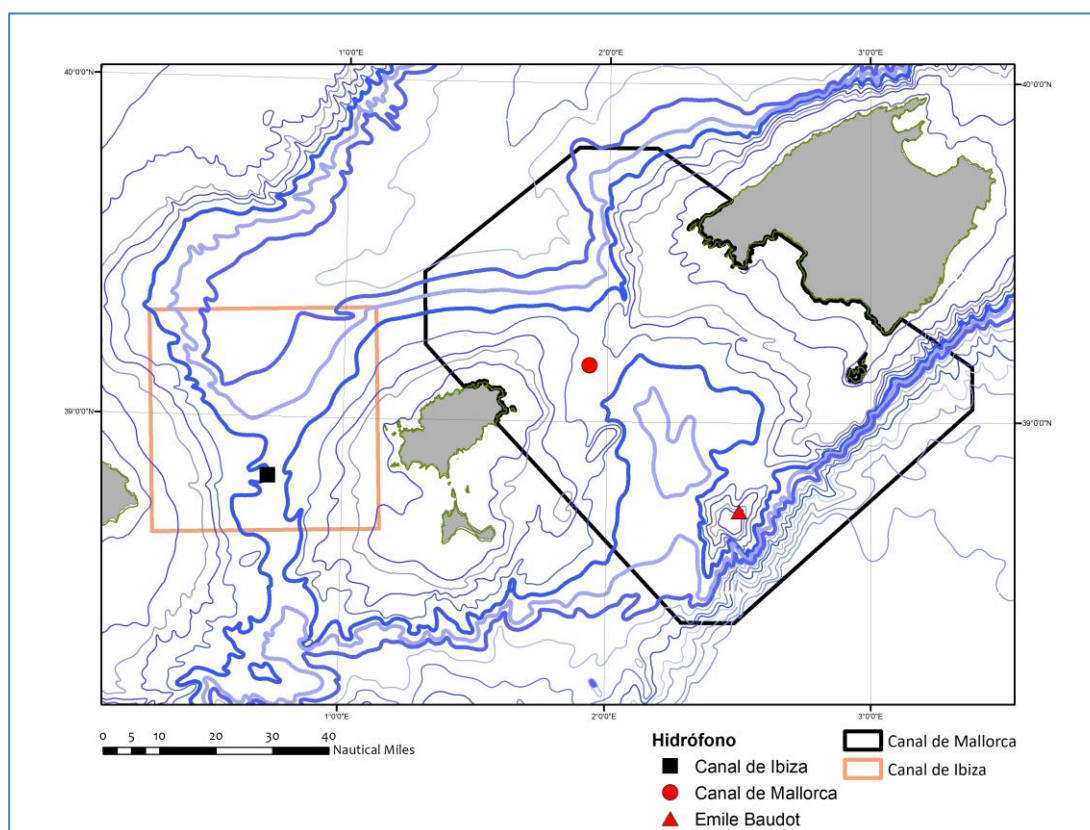 1°0'0"E 2°0'0"E 3°0'0"E
40°0'0"N 40°0'0"N
39°0'0"N 39°0'0"N
1°0'0"E 2°0'0"E 3°0'0"E
0 5 10 20 30 40
Nautical Miles
Hidrófono
Canal de Ibiza
Canal de Mallorca
Emile Baudot
Canal de Mallorca
Canal de Ibiza